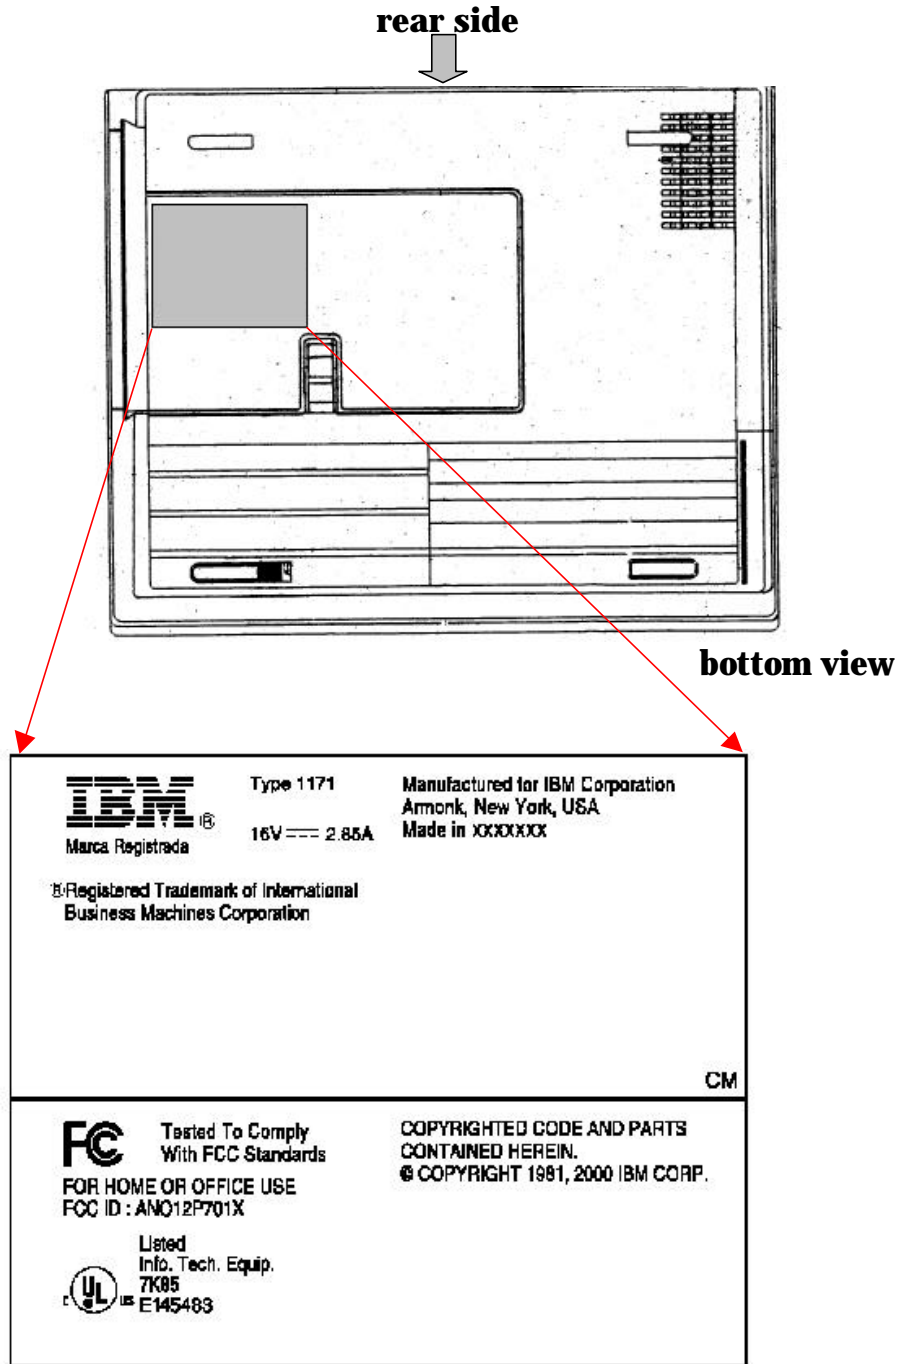 rear side
bottom view
IBM ®
Marca Registrada
Type 1171
16V 2.85A
Manufactured for IBM Corporation
Armonk, New York, USA
Made in xxxxxxx
®Registered Trademark of International
Business Machines Corporation
CM
FC
Tested To Comply
With FCC Standards
FOR HOME OR OFFICE USE
FCC ID : ANO12P701X
COPYRIGHTED CODE AND PARTS
CONTAINED HEREIN.
© COPYRIGHT 1981, 2000 IBM CORP.
Listed
Info. Tech. Equip.
7K85
E145483
C UL US